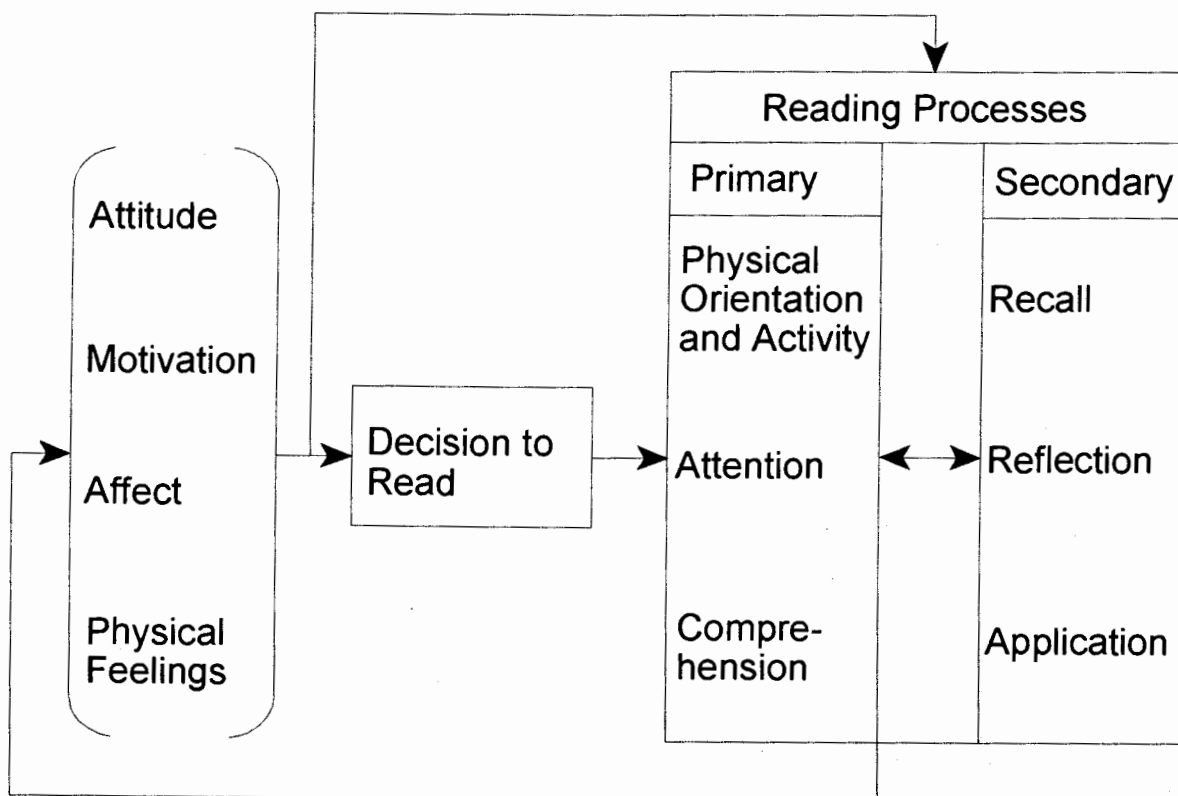 Attitude
Motivation
Affect
Physical
Feelings
Decision to
Read
Reading Processes
Primary
Physical
Orientation
and Activity
Attention
Compre-
hension
Secondary
Recall
Reflection
Application